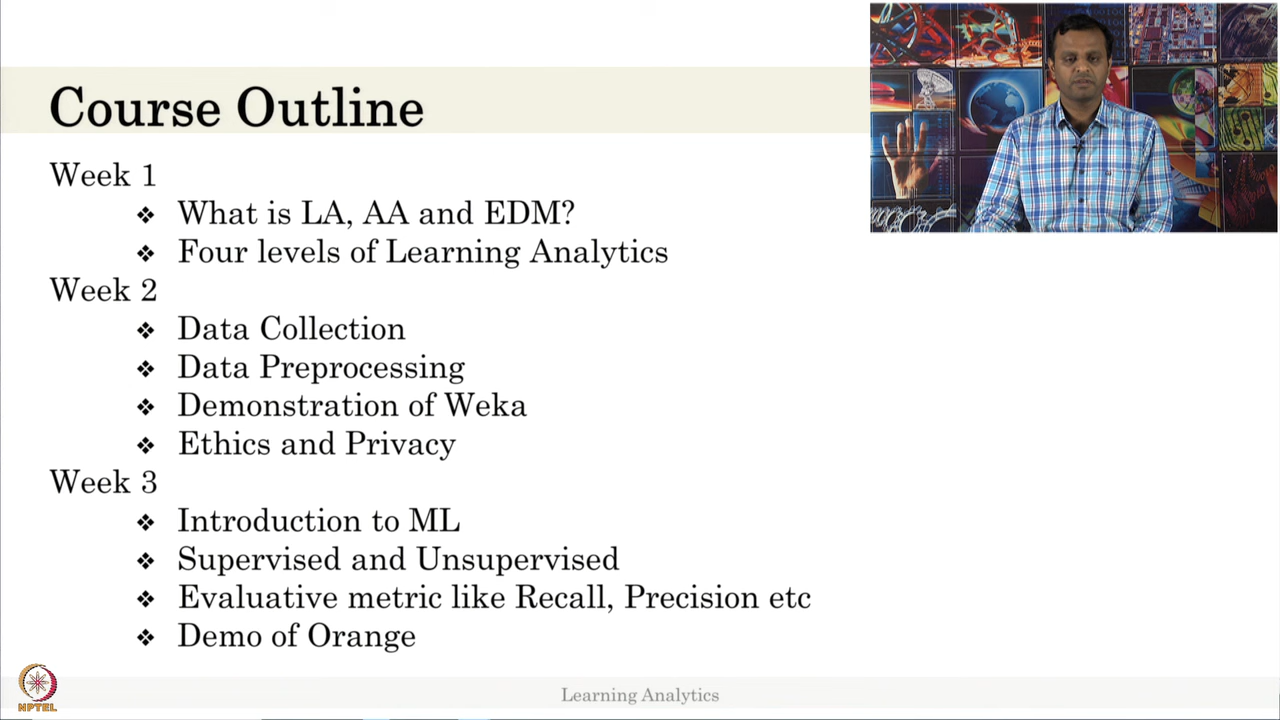 Course Outline
Week 1
❖ What is LA, AA and EDM?
❖ Four levels of Learning Analytics
Week 2
❖ Data Collection
❖ Data Preprocessing
❖ Demonstration of Weka
❖ Ethics and Privacy
Week 3
❖ Introduction to ML
❖ Supervised and Unsupervised
❖ Evaluative metric like Recall, Precision etc
❖ Demo of Orange
NPTEL
Learning Analytics